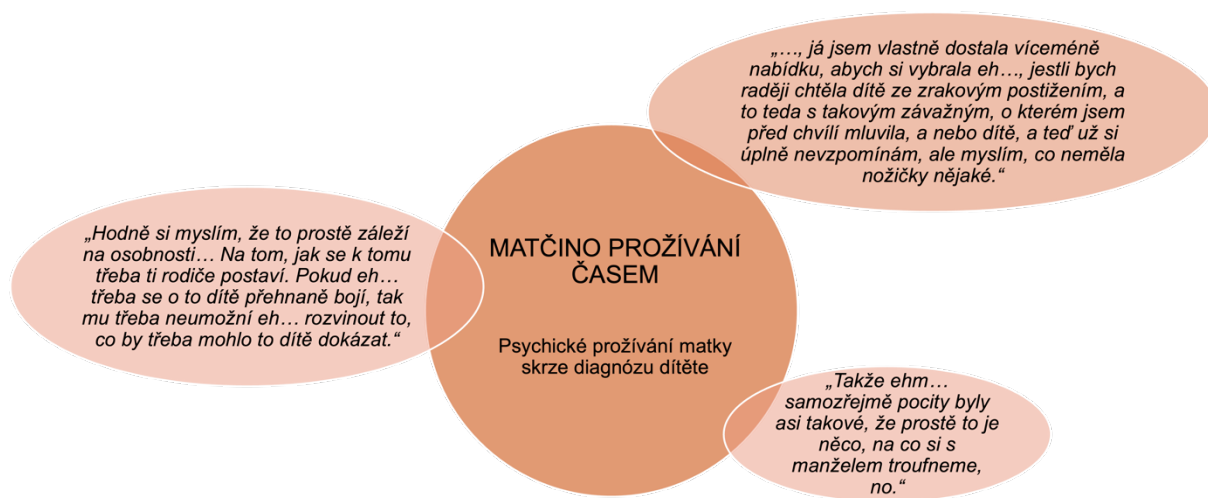 „…, já jsem vlastně dostala víceméně
nabídku, abych si vybrala eh…, jestli bych
raději chtěla dítě ze zrakovým postižením, a
to teda s takovým závažným, o kterém jsem
před chvílí mluvila, a nebo dítě, a teď už si
úplně nevzpomínám, ale myslím, co neměla
nožičky nějaké.“
„Hodně si myslím, že to prostě záleží
na osobnosti… Na tom, jak se k tomu
třeba ti rodiče postaví. Pokud eh…
třeba se o to dítě přehnaně bojí, tak
mu třeba neumožní eh… rozvinout to,
co by třeba mohlo to dítě dokázat.“
MATČINO PROŽÍVÁNÍ
ČASEM
Psychické prožívání matky
skrze diagnózu dítěte
„Takže ehm…
samozřejmě pocity byly
asi takové, že prostě to je
něco, na co si s
manželem troufneme,
no.“